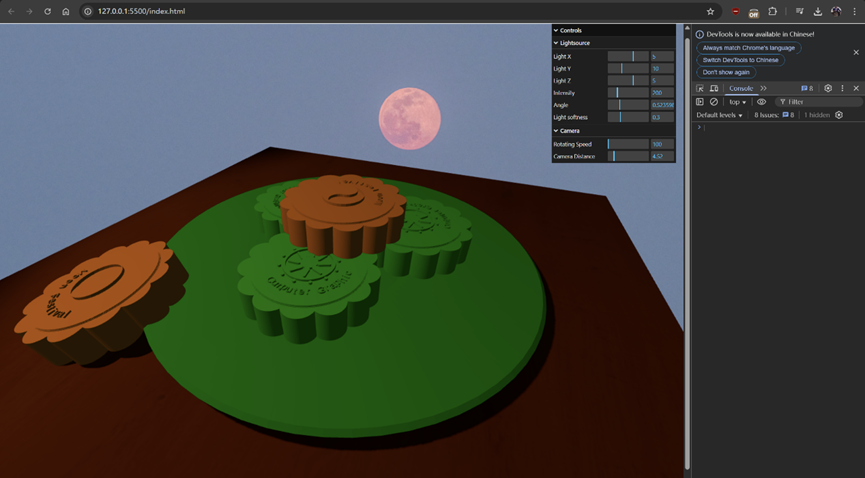 127.0.0.1:5500/index.html
Off
Controls
Lightsource
Light X 5
Light Y 10
Light Z 5
Intensity 200
Angle 0.52359
Light softness 0.2
Camera
Rotating Speed 100
Camera Distance 4.52
Computer Graphic
DevTools is now available in Chinese!
Always match Chrome's language
Switch DevTools to Chinese
Don't show again
Console 8
top Filter
Default levels 8 Issues: 8 1 hidden